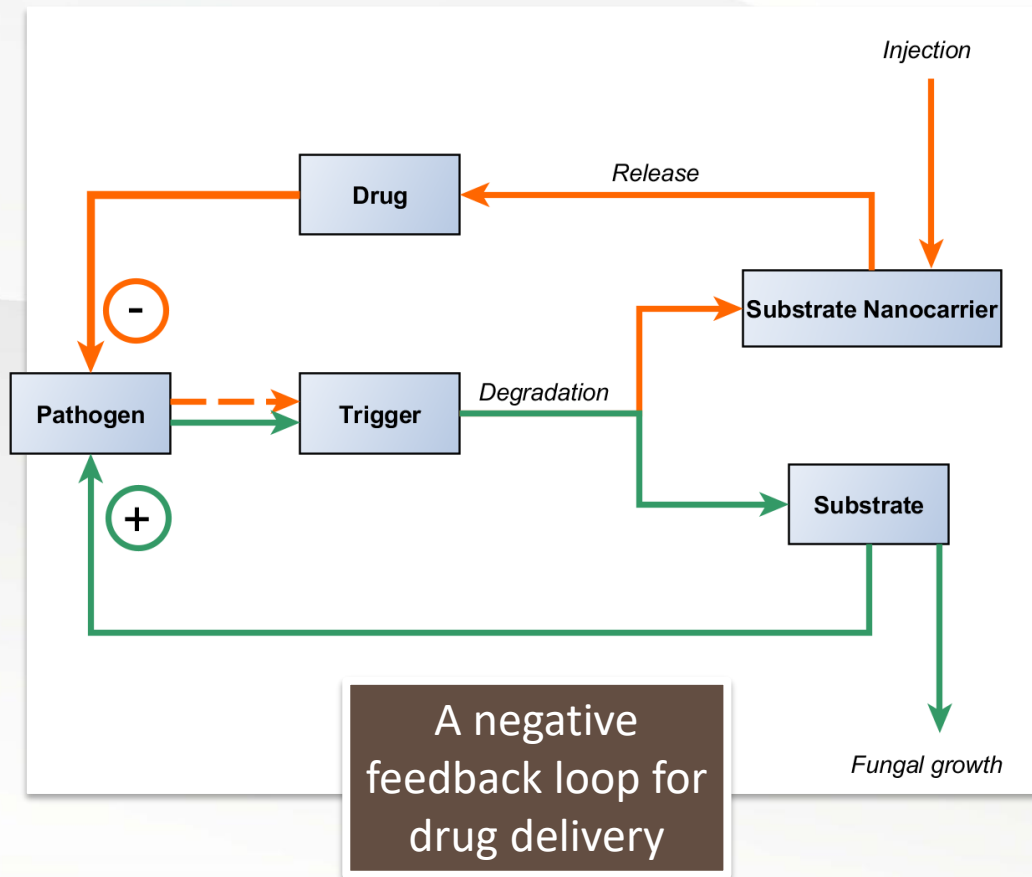 Injection
Release
Drug
-
Substrate Nanocarrier
Pathogen
Trigger
Degradation
+
Substrate
Fungal growth
A negative
feedback loop for
drug delivery